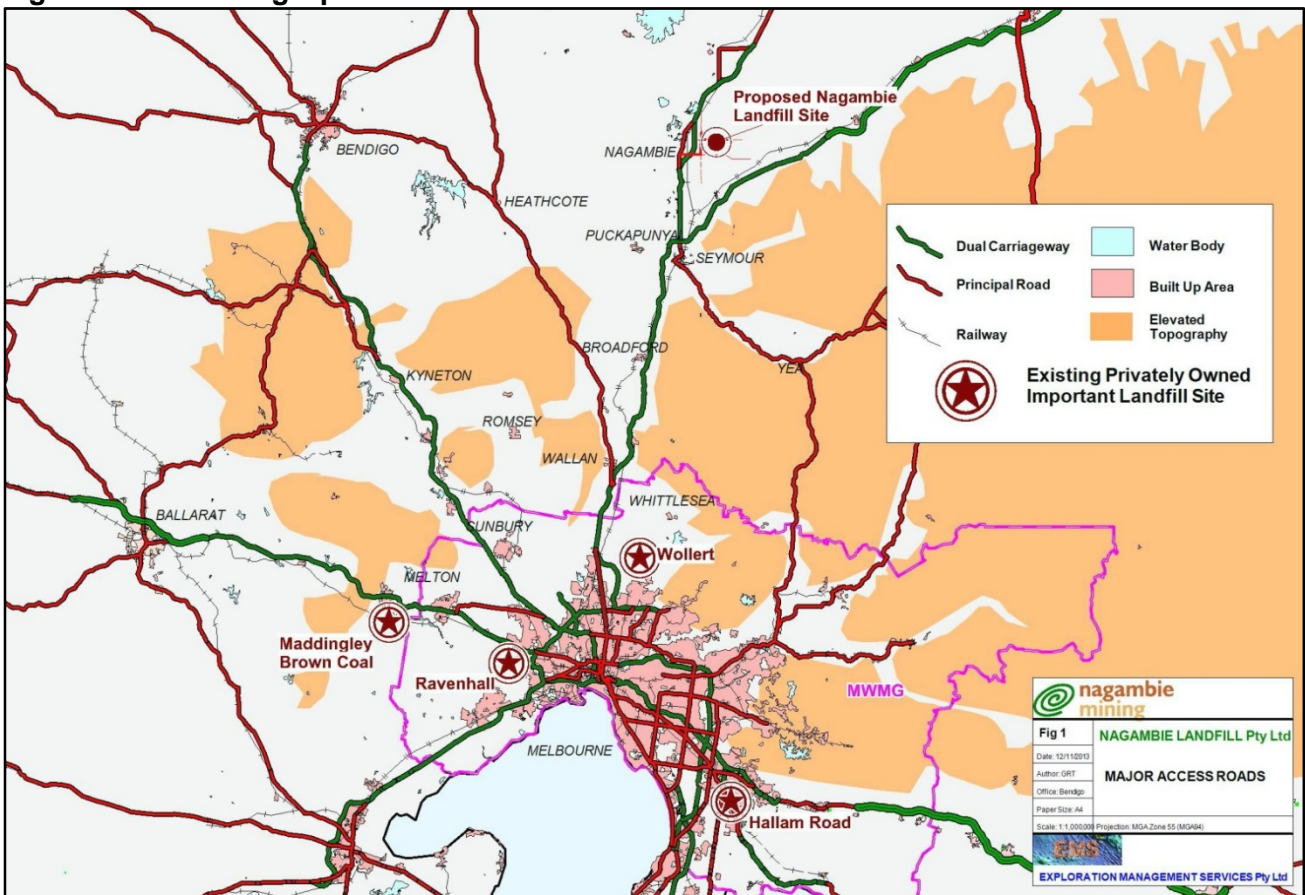 Proposed Nagambie
Landfill Site
BENDIGO
NAGAMBIE
HEATHCOTE
PUCKAPUNYAL
SEYMOUR
Dual Carriageway
Water Body
Principal Road
Built Up Area
Railway
Elevated
Topography
Existing Privately Owned
Important Landfill Site
BROADFORD
YEA
KYNETON
ROMSEY
WALLAN
WHITTLESEA
BALLARAT
SUNBURY
Wollert
MELTON
Maddingley
Brown Coal
Ravenhall
MWMG
MELBOURNE
Hallam Road
nagambie
mining
Fig 1
NAGAMBIE LANDFILL Pty Ltd
Date: 12/11/2013
Author: GRT
MAJOR ACCESS ROADS
Office: Bendigo
Paper Size: A4
Scale: 1:1,000,000 Projection: MGA Zone 55 (MGA94)
EMS
EXPLORATION MANAGEMENT SERVICES Pty Ltd